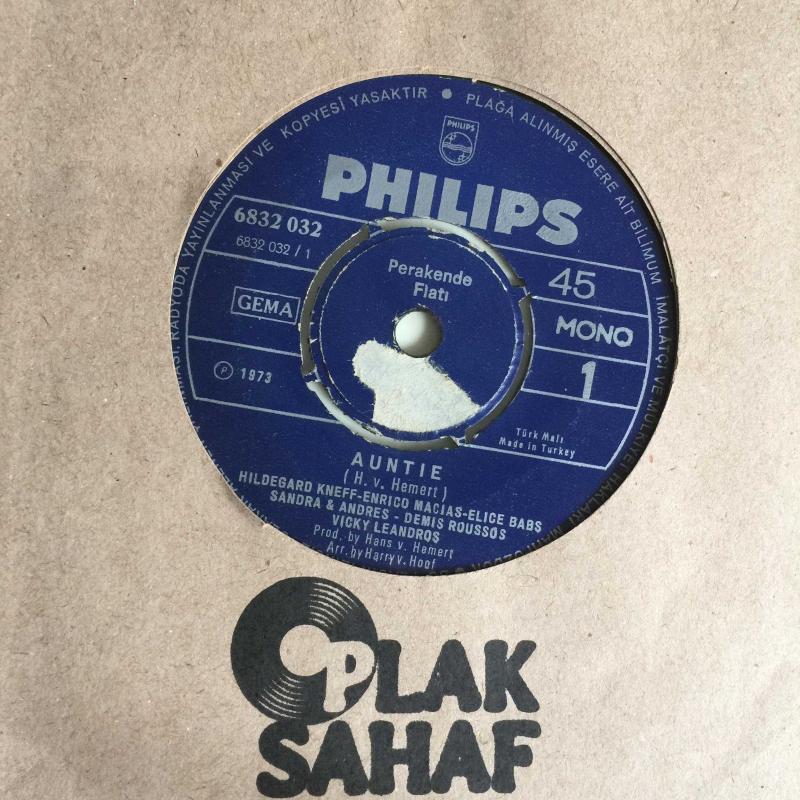 KOPYESİ YASAKTIR • PLAĞA ALINMIŞ ESERE AİT BİLİMUM İMALATÇI VE MÜLKİYET HAKLARI
RADYODA YAYINLANMASI VE
PHILIPS
PHILIPS
6832 032
6832 032 / 1
GEMA
℗ 1973
Perakende
Fiatı
45
MONO
1
Türk Malı
Made in Turkey
AUNTIE
(H. v. Hemert)
HILDEGARD KNEFF-ENRICO MACIAS-ELICE BABS
SANDRA & ANDRES - DEMIS ROUSSOS
VICKY LEANDROS
Prod. by Hans v. Hemert
Arr. by Harry v. Hoof
PLAK
SAHAF